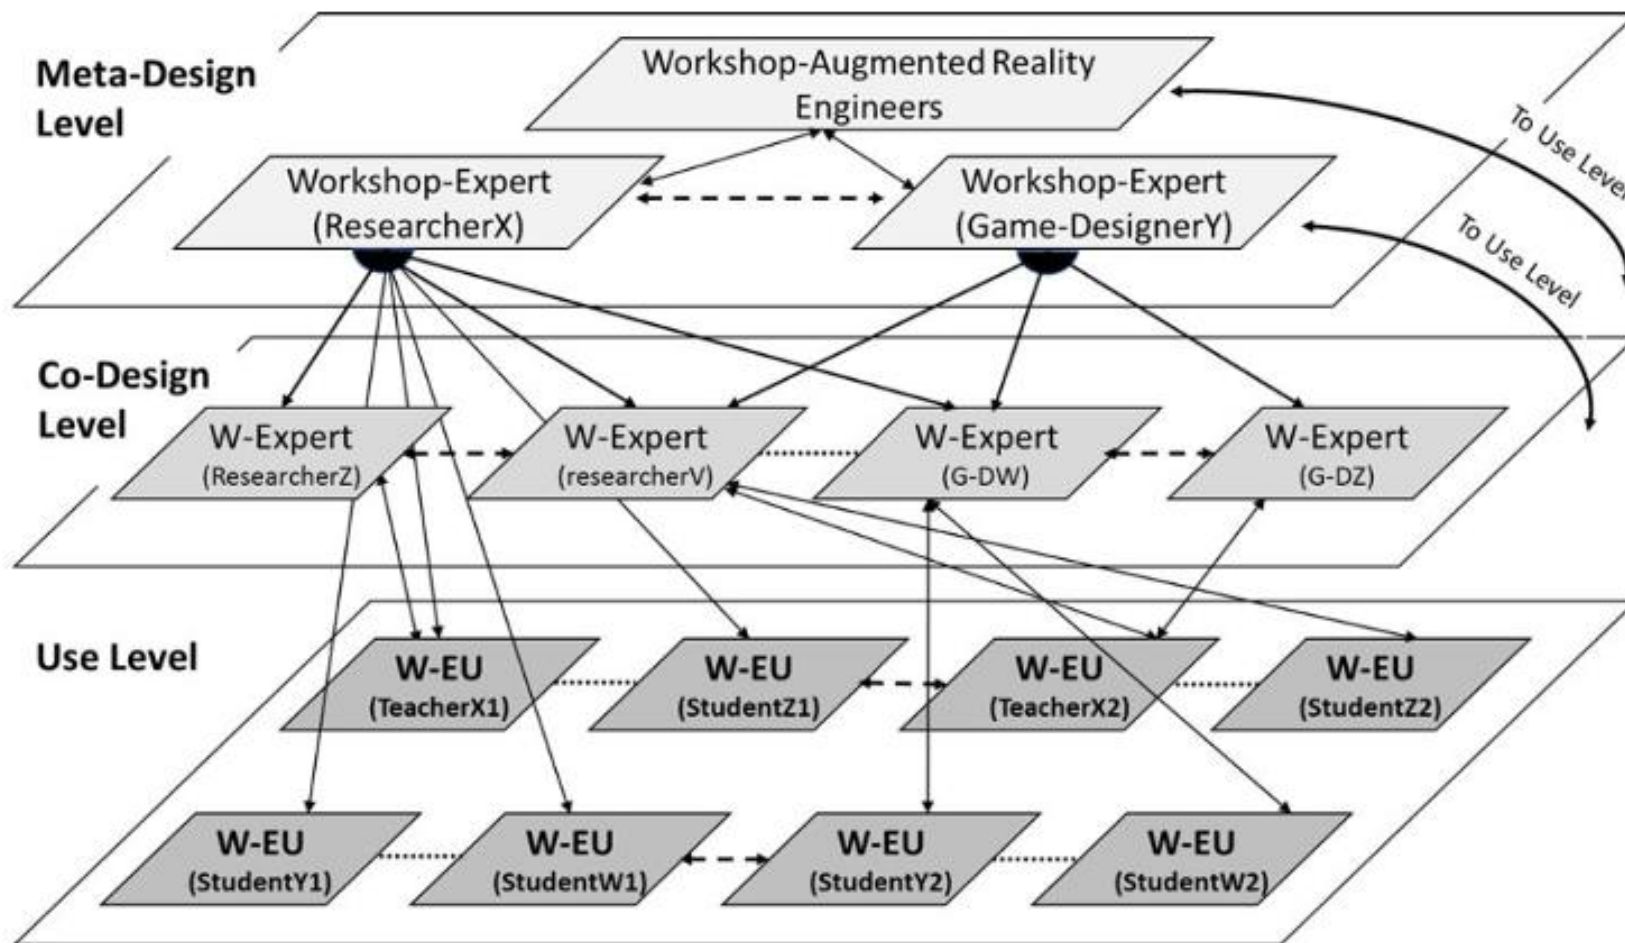 Meta-Design
Level
Workshop-Augmented Reality
Engineers
Workshop-Expert
(ResearcherX)
Workshop-Expert
(Game-DesignerY)
To Use Level
To Use Level
Co-Design
Level
W-Expert
(ResearcherZ)
W-Expert
(researcherV)
W-Expert
(G-DW)
W-Expert
(G-DZ)
Use Level
W-EU
(TeacherX1)
W-EU
(StudentZ1)
W-EU
(TeacherX2)
W-EU
(StudentZ2)
W-EU
(StudentY1)
W-EU
(StudentW1)
W-EU
(StudentY2)
W-EU
(StudentW2)